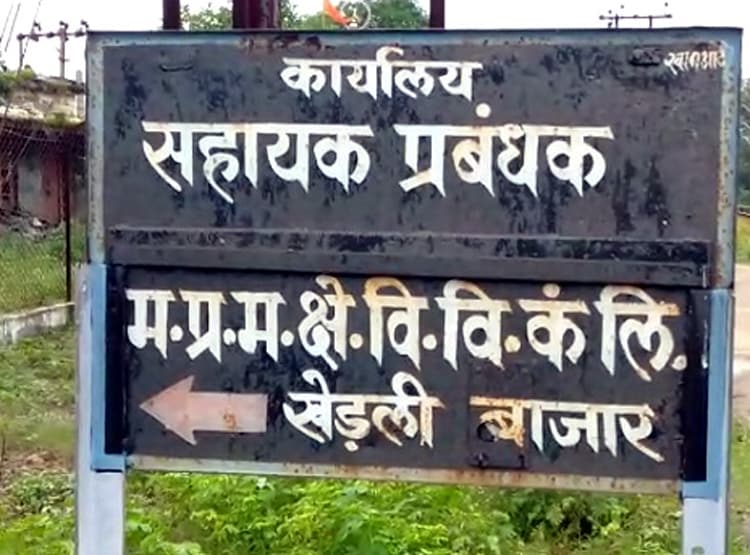 कार्यालय
सहायक प्रबंधक
म.प्र.म.क्षे.वि.वि.कं लि.
खेड़ली बाजार